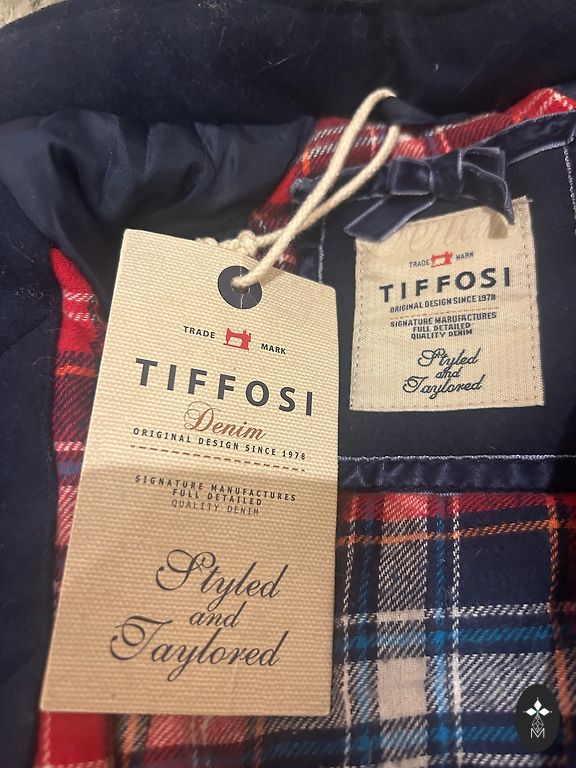 TRADE MARK
TIFFOSI
Denim
ORIGINAL DESIGN SINCE 1978
SIGNATURE MANUFACTURES
FULL DETAILED
QUALITY DENIM
Styled
and
Taylored
TRADE MARK
TIFFOSI
ORIGINAL DESIGN SINCE 1978
SIGNATURE MANUFACTURES
FULL DETAILED
QUALITY DENIM
Styled
and
Taylored
M